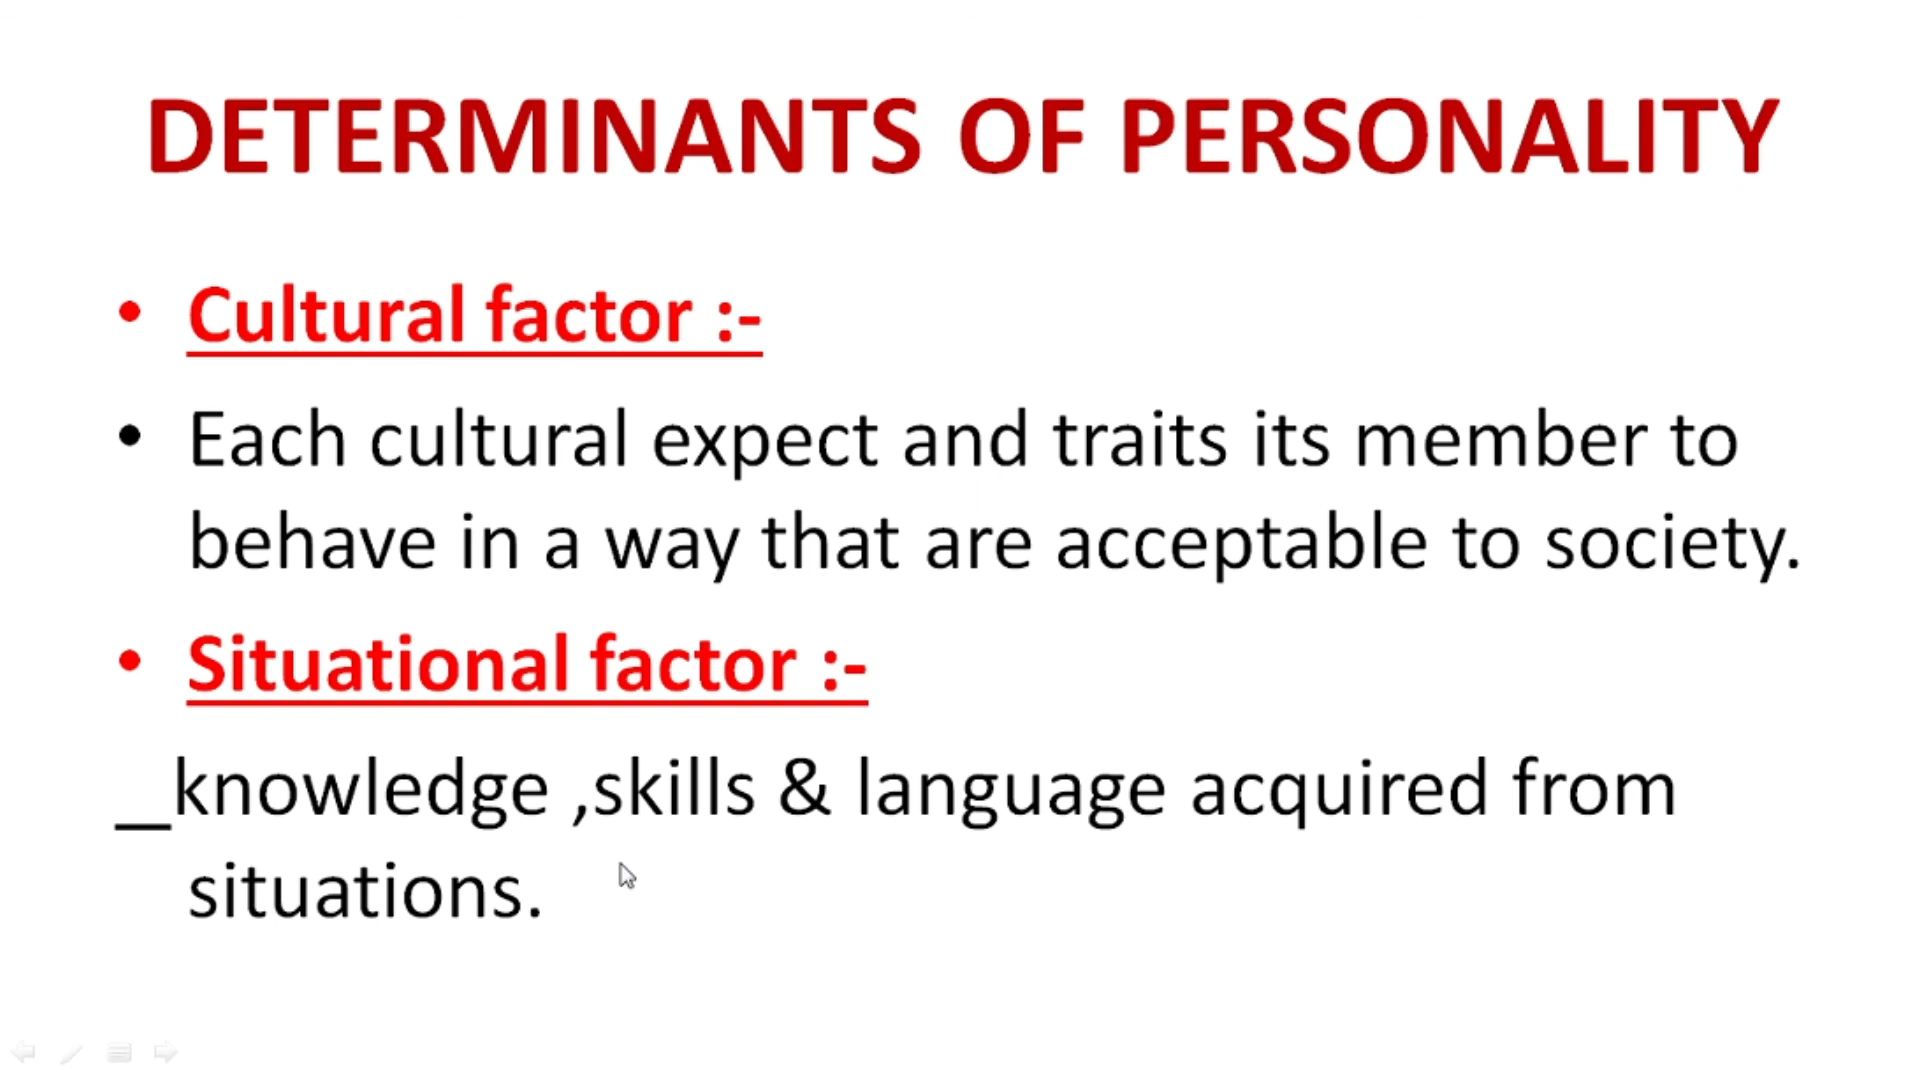 DETERMINANTS OF PERSONALITY
• Cultural factor :-
• Each cultural expect and traits its member to
behave in a way that are acceptable to society.
• Situational factor :-
_knowledge ,skills & language acquired from
situations.